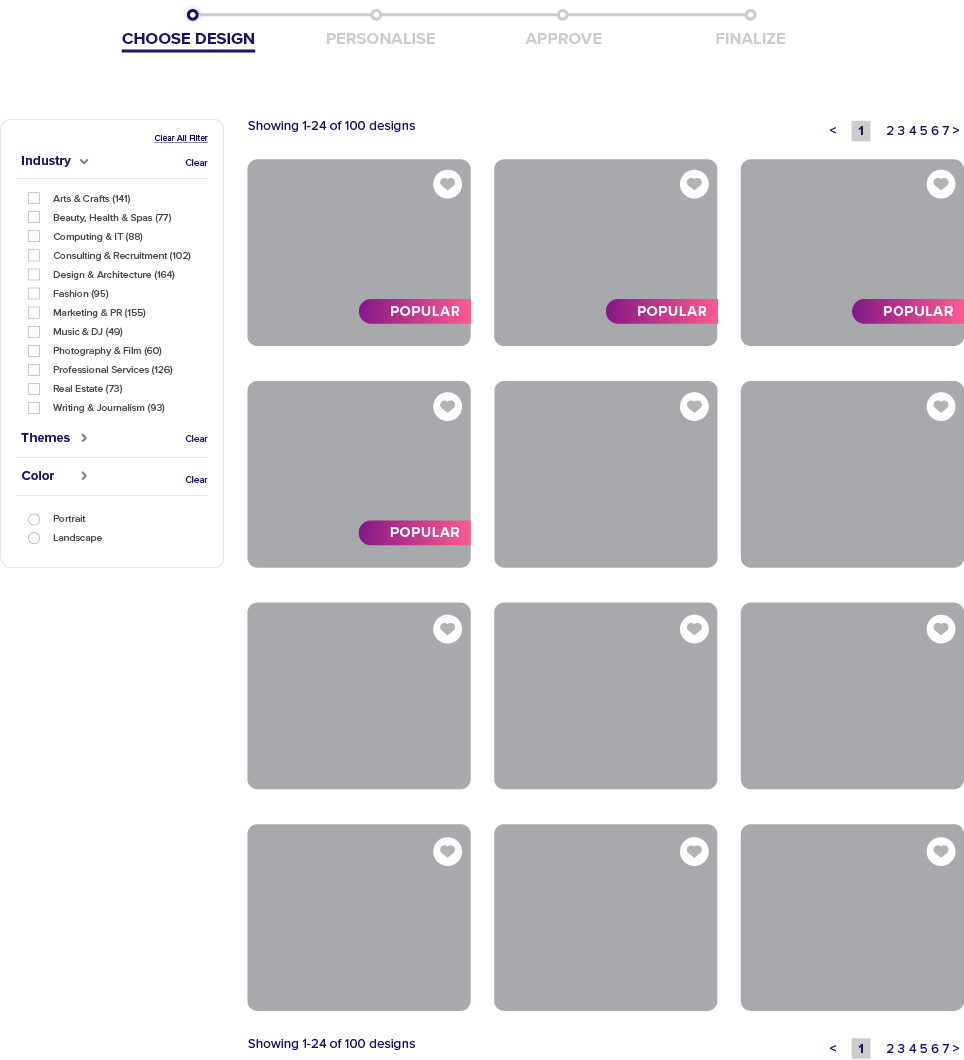 CHOOSE DESIGN PERSONALISE APPROVE FINALIZE
Clear All Filter
Industry Clear
Arts & Crafts (141)
Beauty, Health & Spas (77)
Computing & IT (88)
Consulting & Recruitment (102)
Design & Architecture (164)
Fashion (95)
Marketing & PR (155)
Music & DJ (49)
Photography & Film (60)
Professional Services (126)
Real Estate (73)
Writing & Journalism (93)
Themes Clear
Color Clear
Portrait
Landscape
Showing 1-24 of 100 designs
< 1 2 3 4 5 6 7 >
POPULAR POPULAR POPULAR
POPULAR
Showing 1-24 of 100 designs
< 1 2 3 4 5 6 7 >